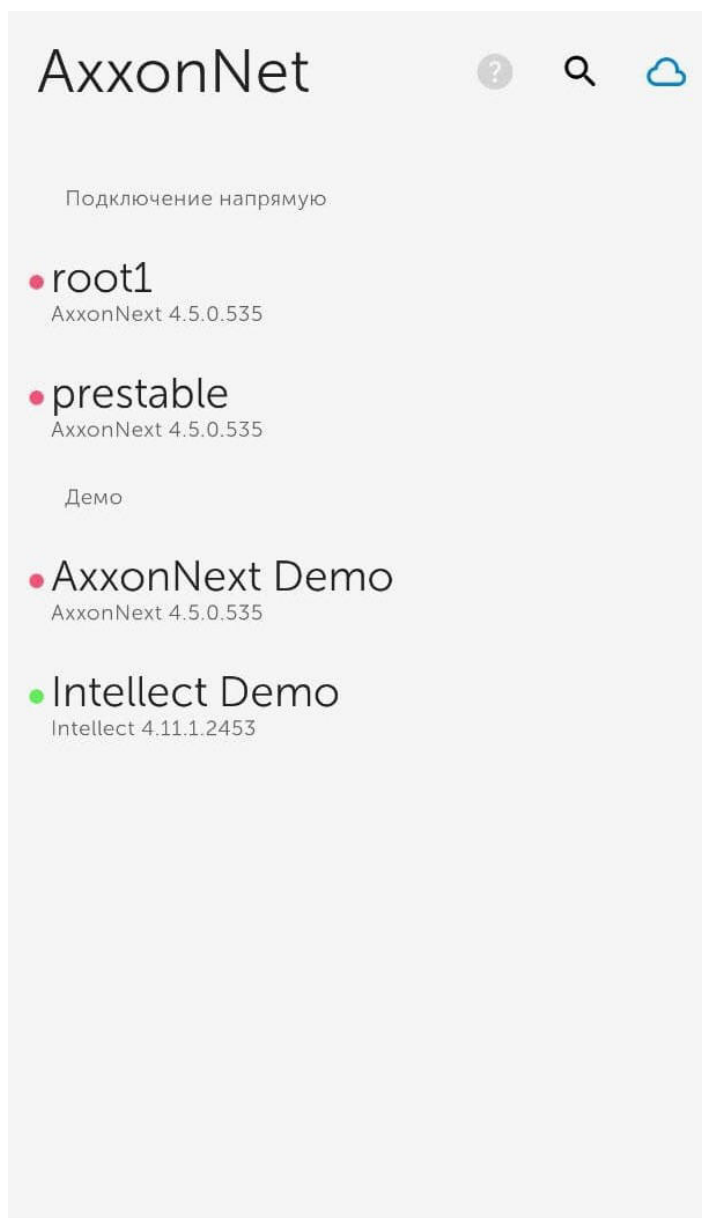 AxxonNet
Подключение напрямую
root1
AxxonNext 4.5.0.535
prestable
AxxonNext 4.5.0.535
Демо
AxxonNext Demo
AxxonNext 4.5.0.535
Intellect Demo
Intellect 4.11.1.2453